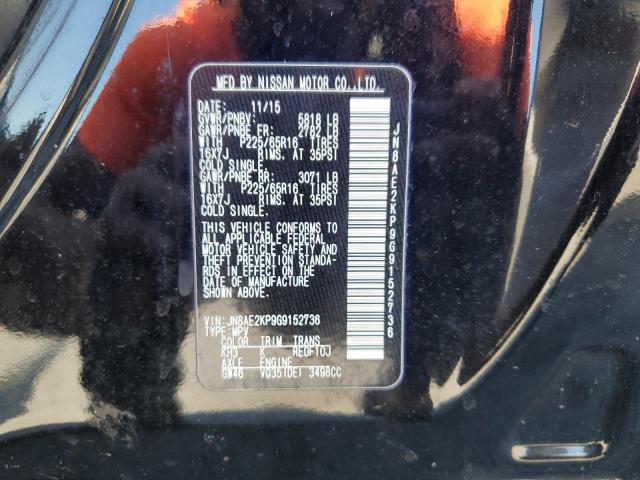 MFD BY NISSAN MOTOR CO.,LTD.
DATE: 11/15
GVWR/PNBV: 5818 LB
GAWR/PNBE FR: 2782 LB
WITH P225/65R16 TIRES
16X7J RIMS. AT 35PSI
COLD SINGLE.
GAWR/PNBE RR: 3071 LB
WITH P225/65R16 TIRES
16X7J RIMS. AT 35PSI
COLD SINGLE.
THIS VEHICLE CONFORMS TO
ALL APPLICABLE FEDERAL
MOTOR VEHICLE SAFETY AND
THEFT PREVENTION STANDA-
RDS IN EFFECT ON THE
DATE OF MANUFACTURE
SHOWN ABOVE.
VIN: JN8AE2KP9G9152736
TYPE: MPV
COLOR TRIM TRANS
KH3 K RE0F10J
AXLE ENGINE
GW46 VQ35(DE) 3498CC
JN8AE2KP9G9152736